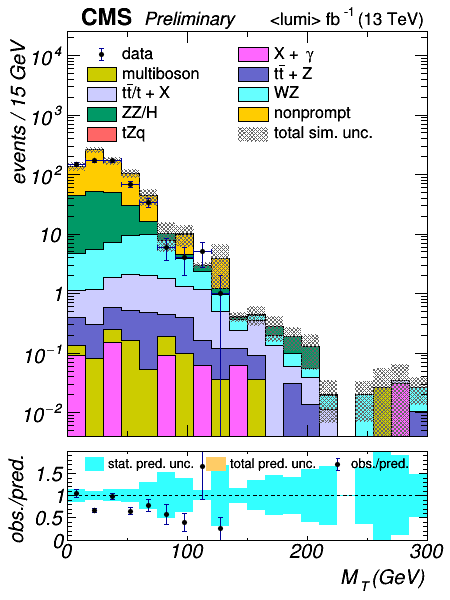 CMS Preliminary <lumi> fb⁻¹ (13 TeV)
events / 15 GeV
10⁴
10³
10²
10
1
10⁻¹
10⁻²
data
multiboson
tt̄/t + X
ZZ/H
tZq
X + γ
tt̄ + Z
WZ
nonprompt
total sim. unc.
obs./pred.
1.5
1
0.5
0
stat. pred. unc. total pred. unc. obs./pred.
0 100 200 300
M_T(GeV)